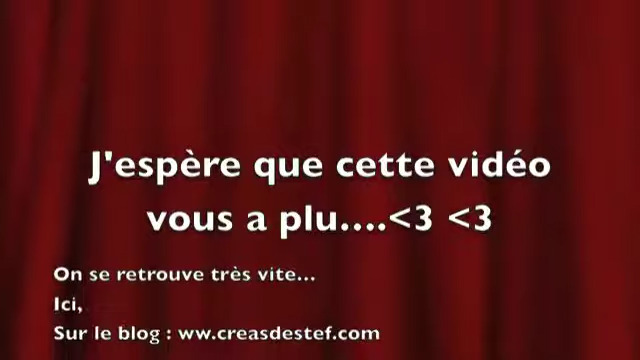 J'espère que cette vidéo
vous a plu....<3 <3
On se retrouve très vite...
Ici,
Sur le blog : ww.creasdestef.com